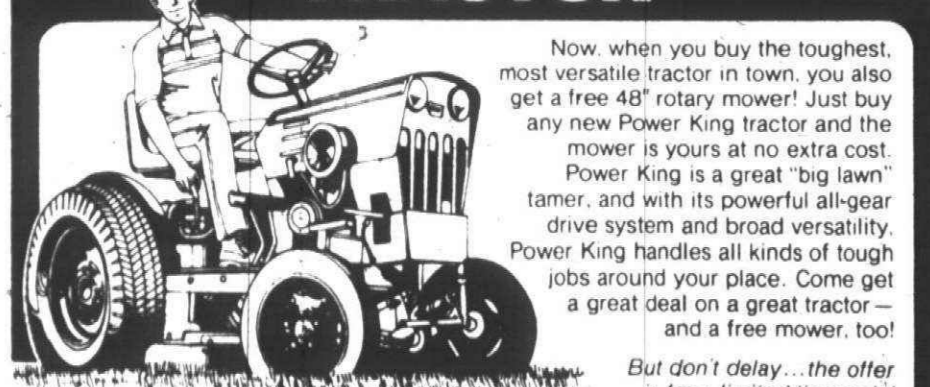 Now, when you buy the toughest,
most versatile tractor in town, you also
get a free 48" rotary mower! Just buy
any new Power King tractor and the
mower is yours at no extra cost.
Power King is a great "big lawn"
tamer, and with its powerful all-gear
drive system and broad versatility,
Power King handles all kinds of tough
jobs around your place. Come get
a great deal on a great tractor —
and a free mower, too!
But don't delay...the offer